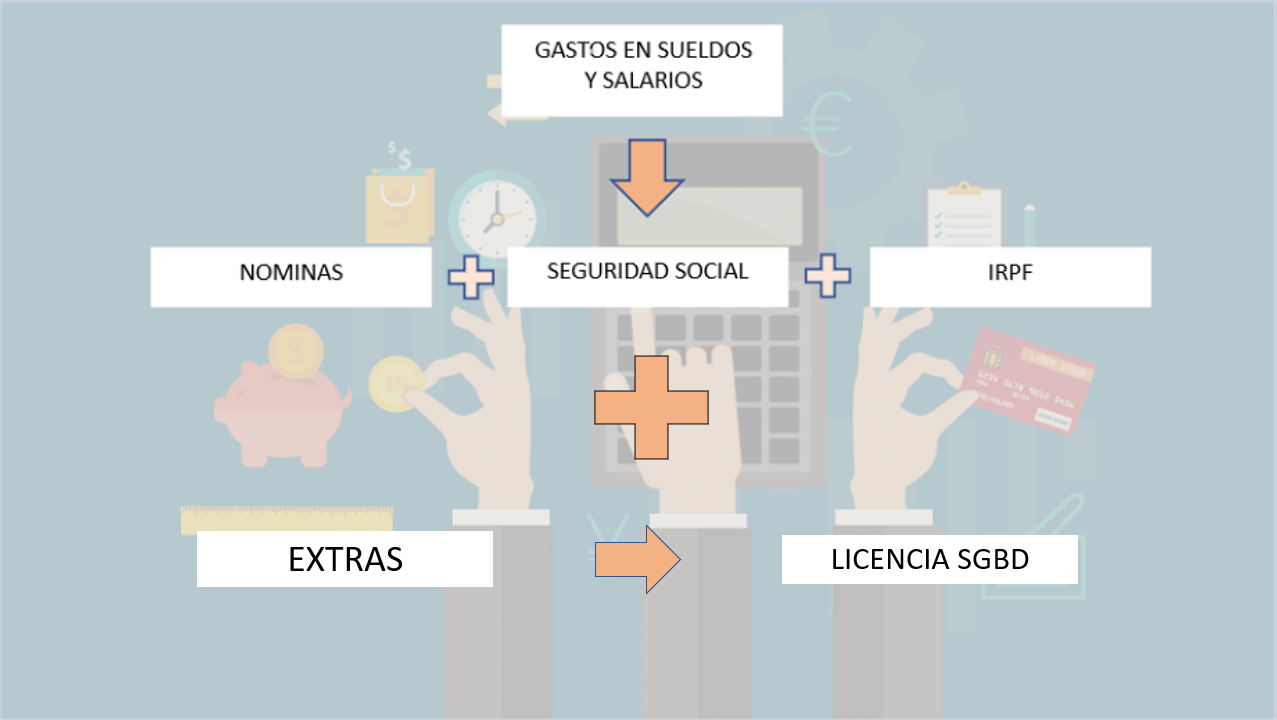 GASTOS EN SUELDOS
Y SALARIOS
NOMINAS
SEGURIDAD SOCIAL
IRPF
EXTRAS
LICENCIA SGBD